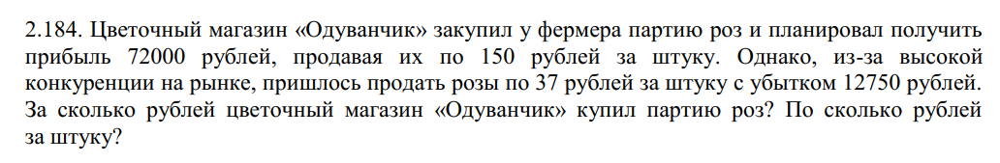 2.184. Цветочный магазин «Одуванчик» закупил у фермера партию роз и планировал получить
прибыль 72000 рублей, продавая их по 150 рублей за штуку. Однако, из-за высокой
конкуренции на рынке, пришлось продать розы по 37 рублей за штуку с убытком 12750 рублей.
За сколько рублей цветочный магазин «Одуванчик» купил партию роз? По сколько рублей
за штуку?